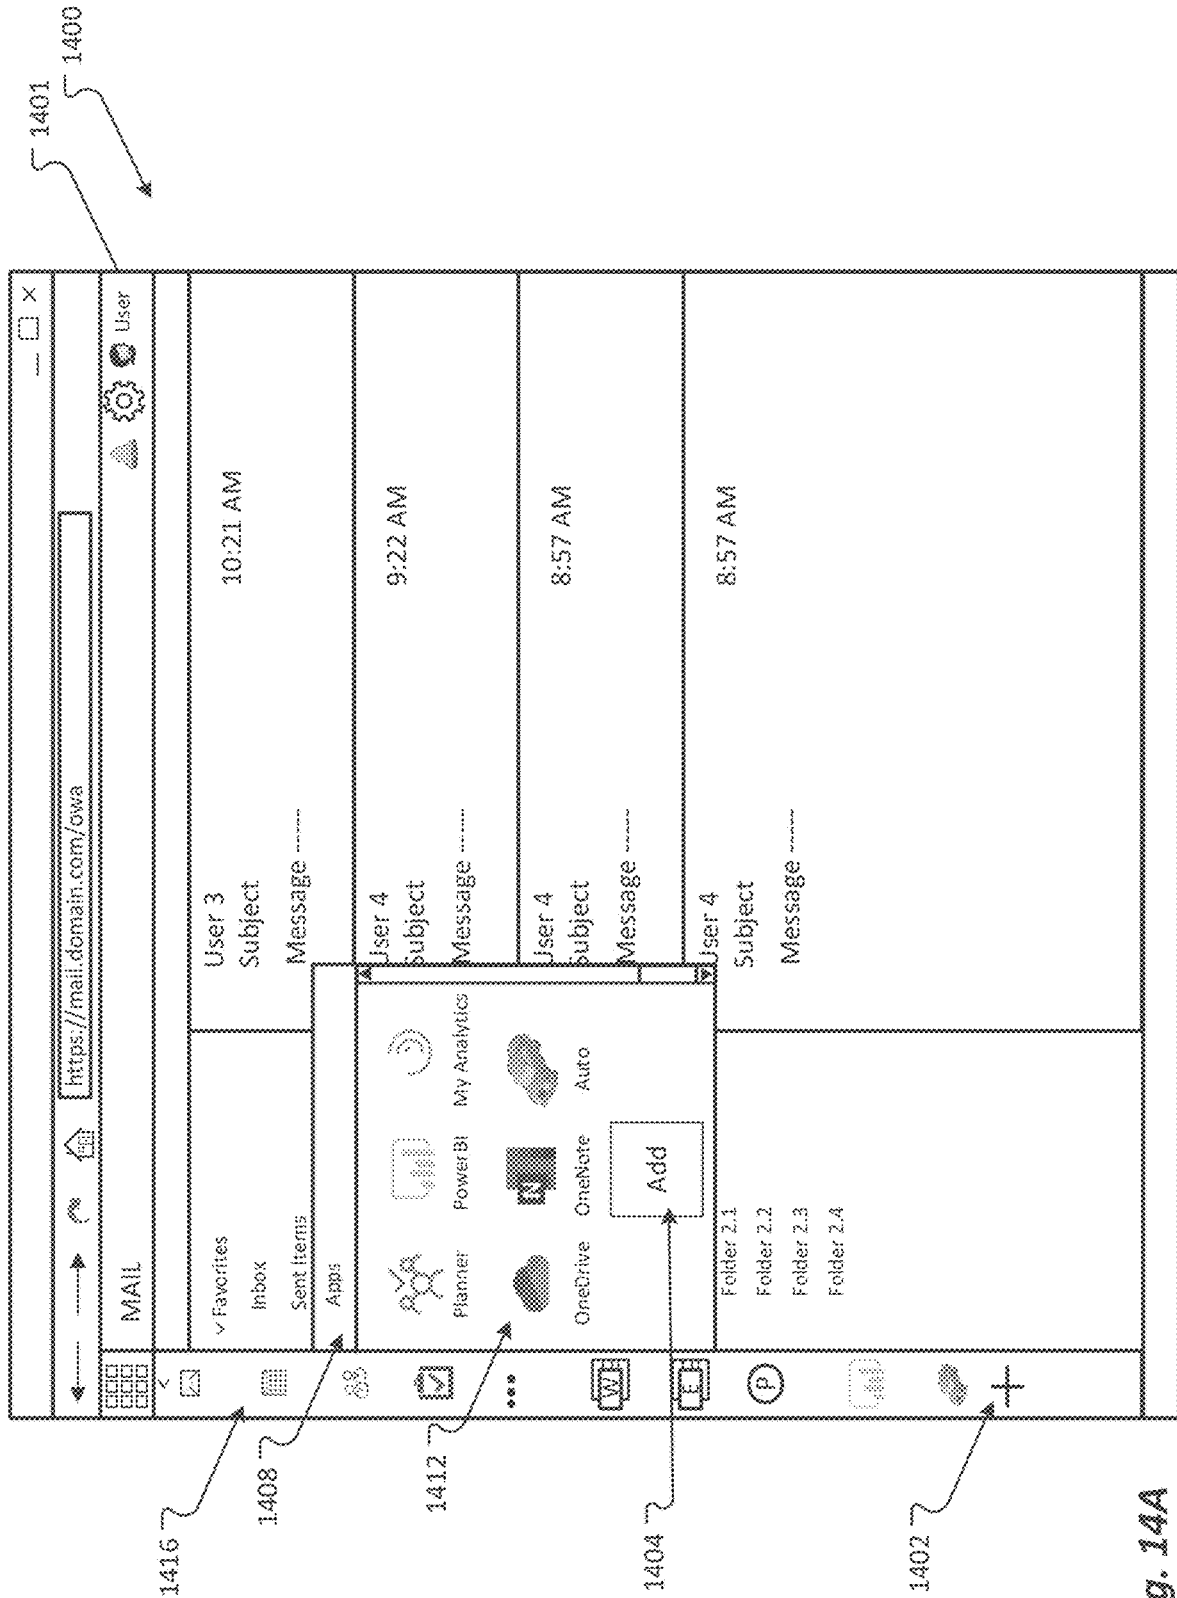 1400
1401
https://mail.domain.com/owa
MAIL
User
Favorites
Inbox
Sent Items
Apps
Planner
Power BI
My Analytics
OneDrive
OneNote
N
Auto
Add
Folder 2.1
Folder 2.2
Folder 2.3
Folder 2.4
User 3
Subject
Message ------
10:21 AM
User 4
Subject
Message ------
9:22 AM
User 4
Subject
Message ------
8:57 AM
User 4
Subject
Message ------
8:57 AM
W
E
P
1416
1408
1412
1404
1402
g. 14A